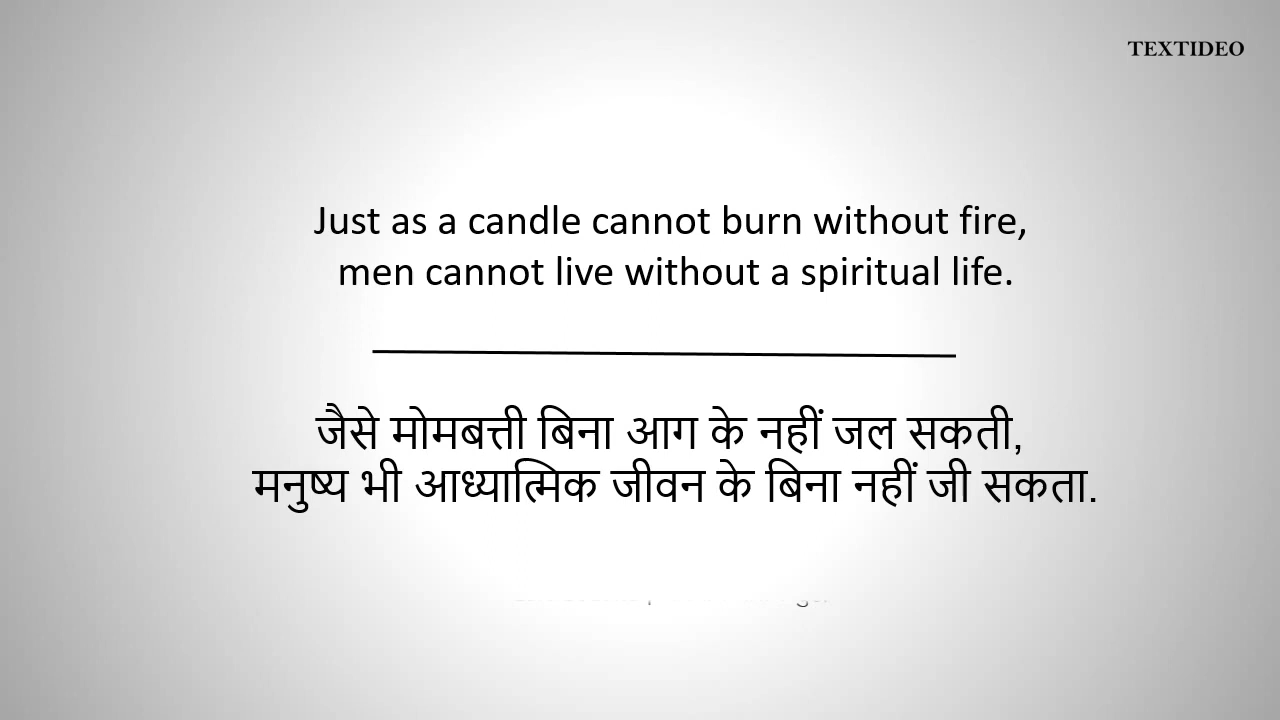 TEXTIDEO
Just as a candle cannot burn without fire,
men cannot live without a spiritual life.
जैसे मोमबत्ती बिना आग के नहीं जल सकती,
मनुष्य भी आध्यात्मिक जीवन के बिना नहीं जी सकता.